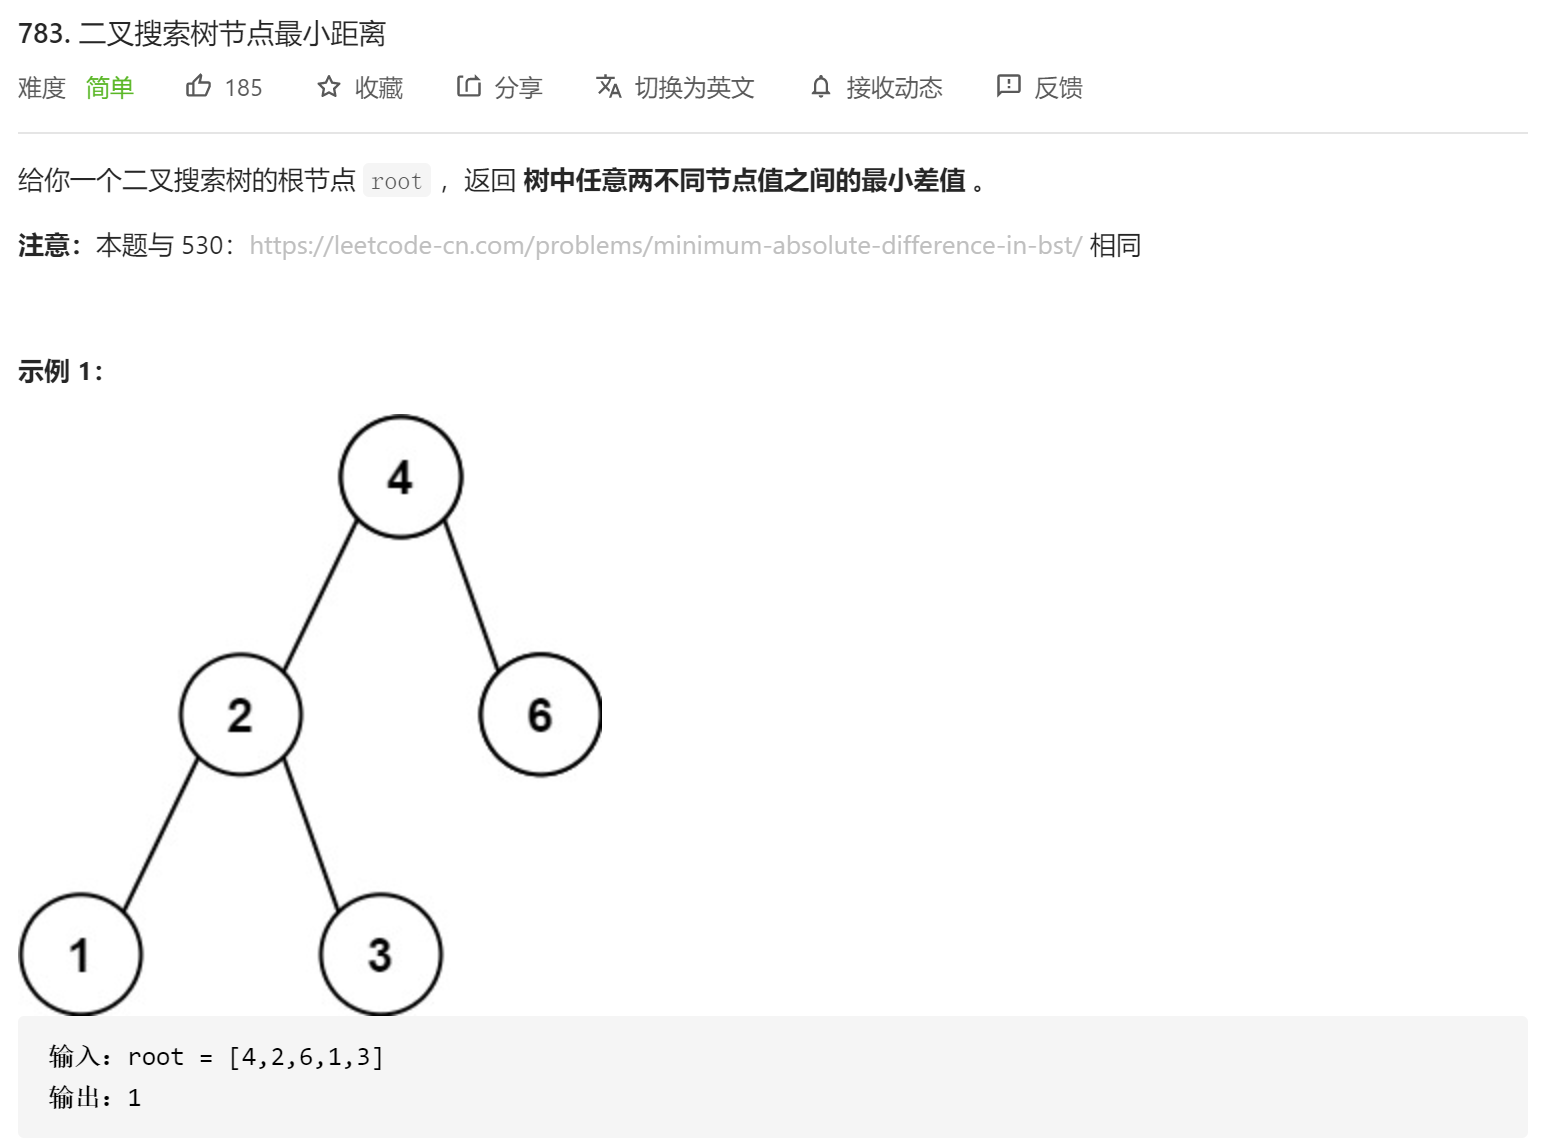 783. 二叉搜索树节点最小距离
难度 简单 185 收藏 分享 切换为英文 接收动态 反馈
给你一个二叉搜索树的根节点 root ，返回 树中任意两不同节点值之间的最小差值 。
注意：本题与 530：https://leetcode-cn.com/problems/minimum-absolute-difference-in-bst/ 相同
示例 1：
4
2 6
1 3
输入：root = [4,2,6,1,3]
输出：1